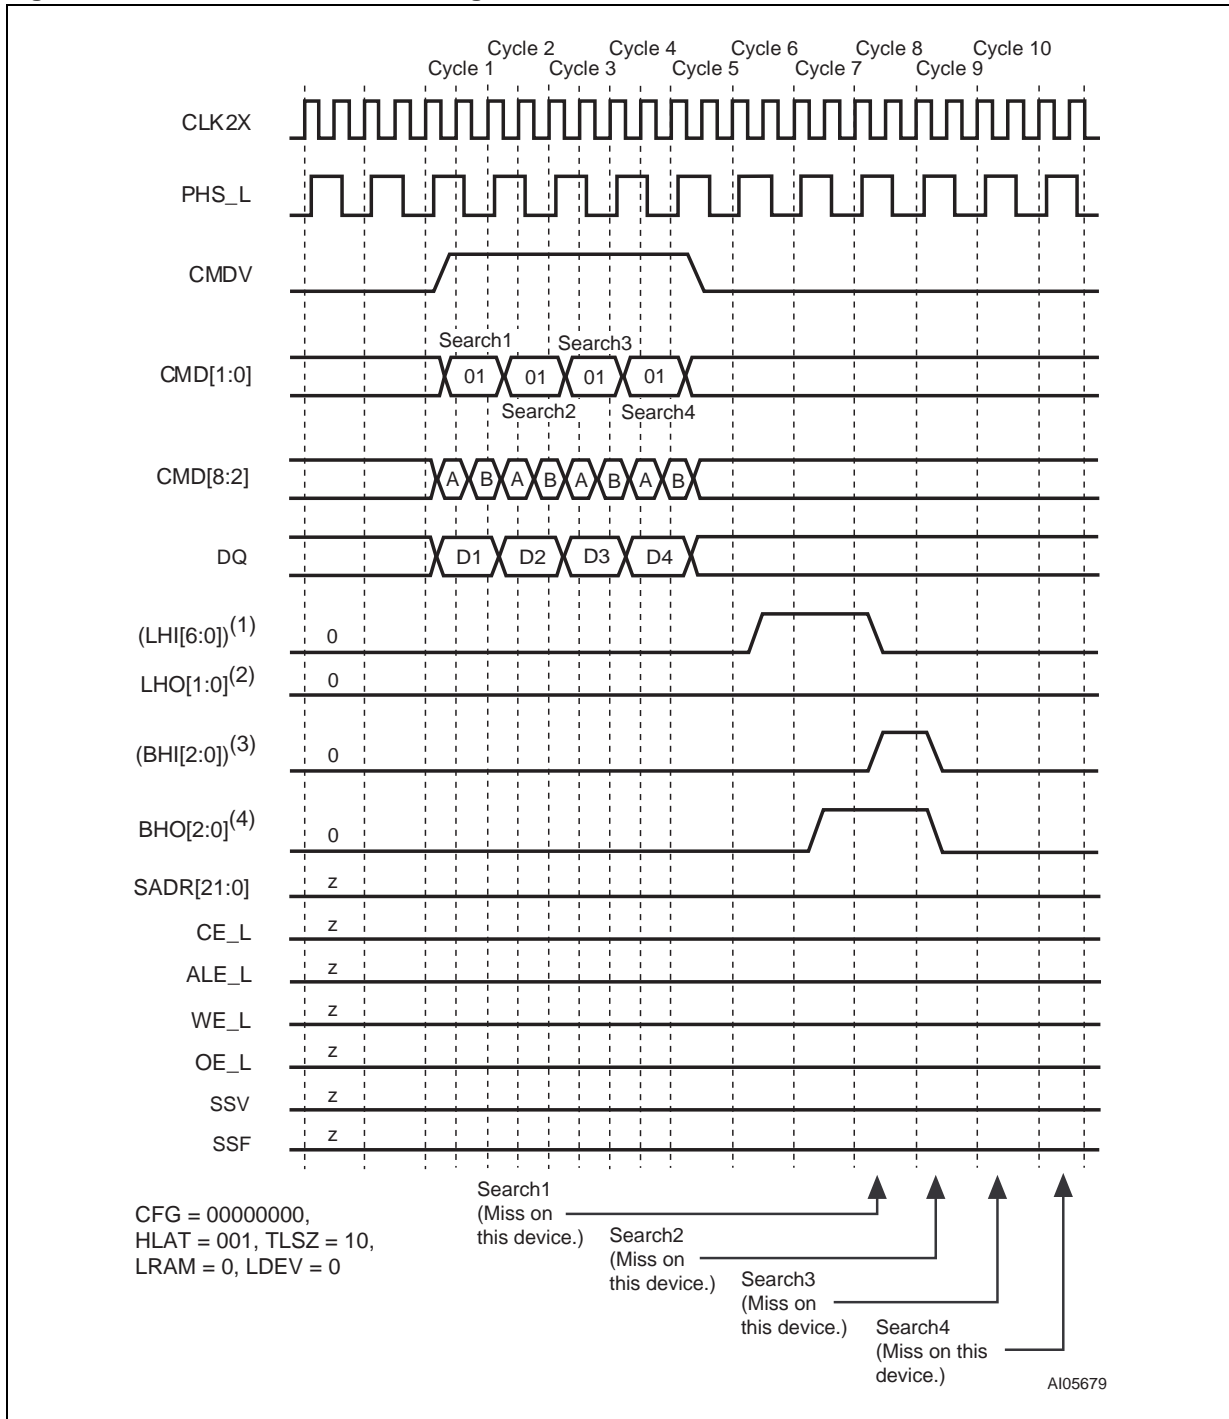 Cycle 2 Cycle 4 Cycle 6 Cycle 8 Cycle 10
Cycle 1 Cycle 3 Cycle 5 Cycle 7 Cycle 9
CLK2X
PHS_L
CMDV
Search1 Search3
CMD[1:0] 01 01 01 01
Search2 Search4
CMD[8:2] A B A B A B A B
DQ D1 D2 D3 D4
(LHI[6:0])(1) 0
LHO[1:0](2) 0
(BHI[2:0])(3) 0
BHO[2:0](4) 0
SADR[21:0] z
CE_L z
ALE_L z
WE_L z
OE_L z
SSV z
SSF z
CFG = 00000000,
HLAT = 001, TLSZ = 10,
LRAM = 0, LDEV = 0
Search1
(Miss on
this device.)
Search2
(Miss on
this device.)
Search3
(Miss on
this device.)
Search4
(Miss on this
device.)
AI05679